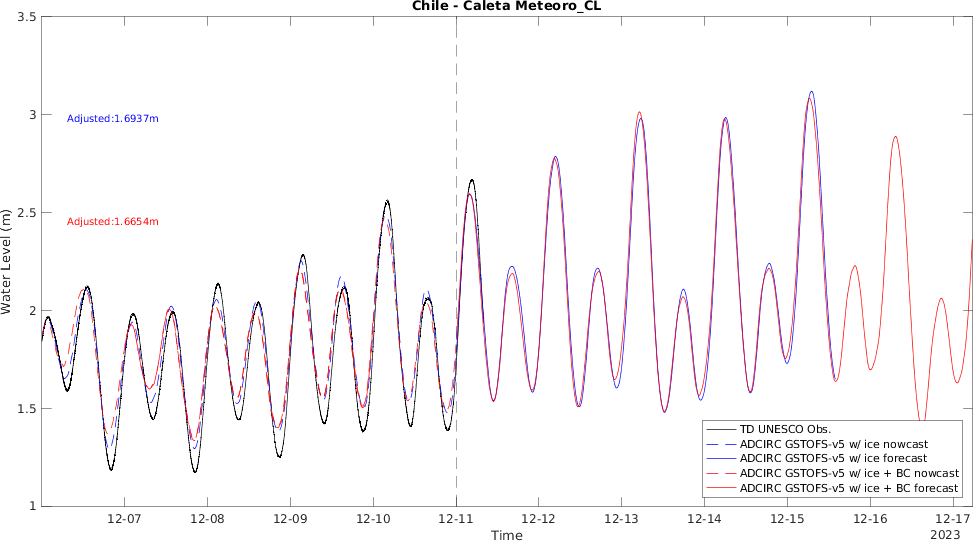 Chile - Caleta Meteoro_CL
3.5
3
2.5
2
1.5
1
Water Level (m)
Adjusted:1.6937m
Adjusted:1.6654m
TD UNESCO Obs.
ADCIRC GSTOFS-v5 w/ ice nowcast
ADCIRC GSTOFS-v5 w/ ice forecast
ADCIRC GSTOFS-v5 w/ ice + BC nowcast
ADCIRC GSTOFS-v5 w/ ice + BC forecast
12-07 12-08 12-09 12-10 12-11 12-12 12-13 12-14 12-15 12-16 12-17
2023
Time